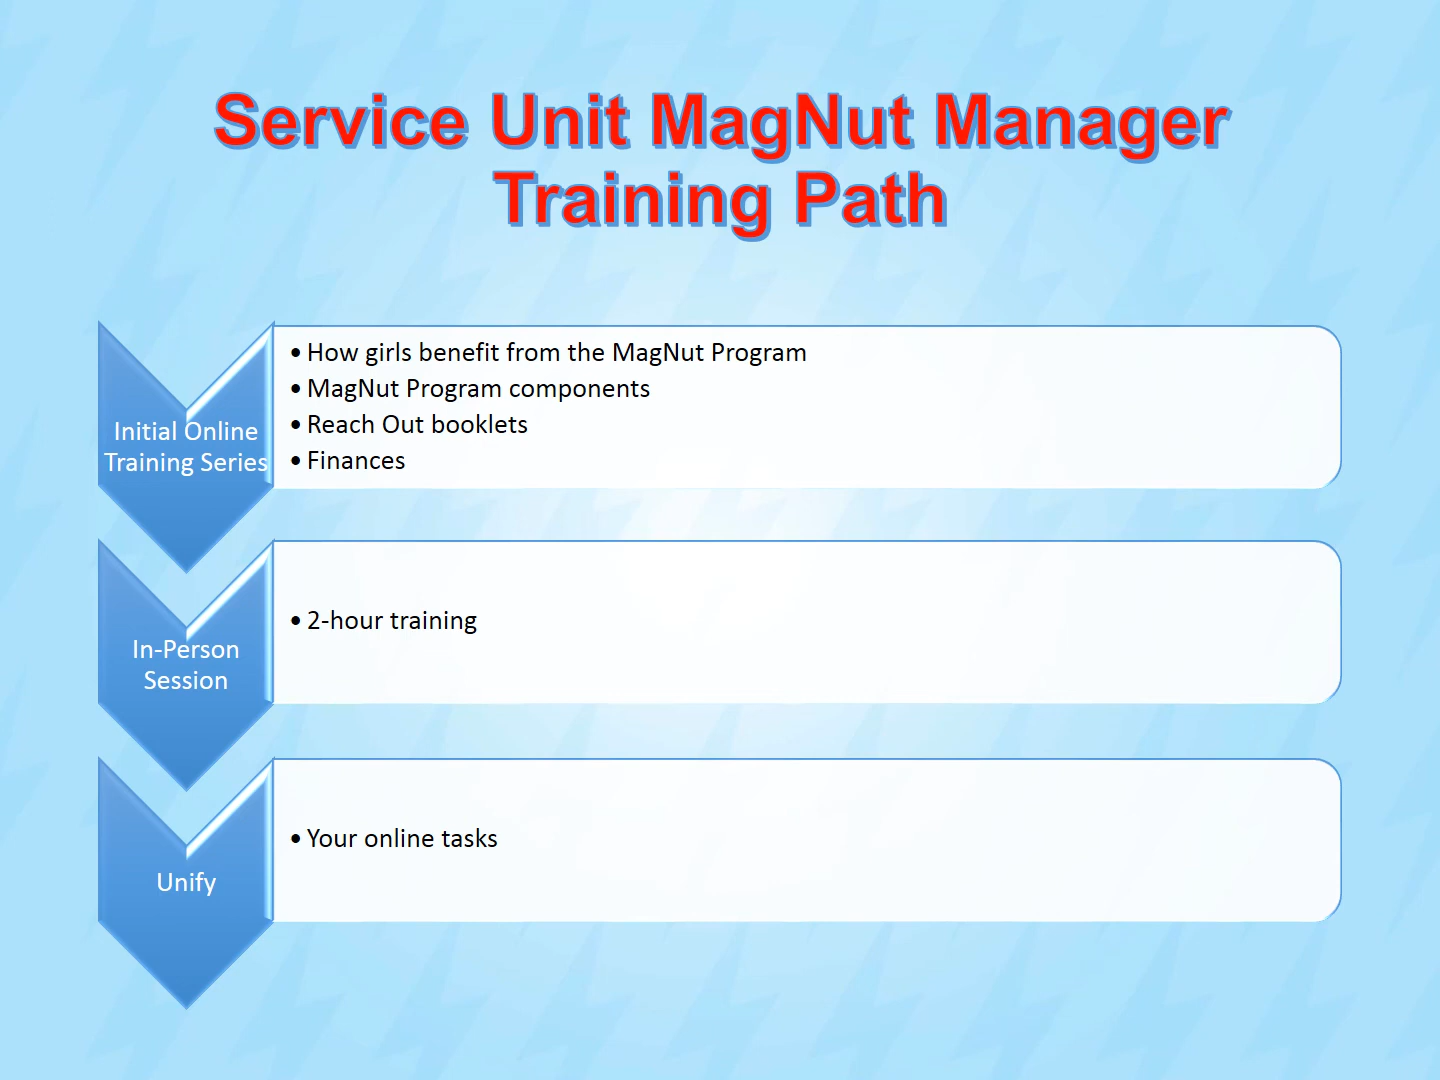 Service Unit MagNut Manager
Training Path
Initial Online
Training Series
• How girls benefit from the MagNut Program
• MagNut Program components
• Reach Out booklets
• Finances
In-Person
Session
• 2-hour training
Unify
• Your online tasks